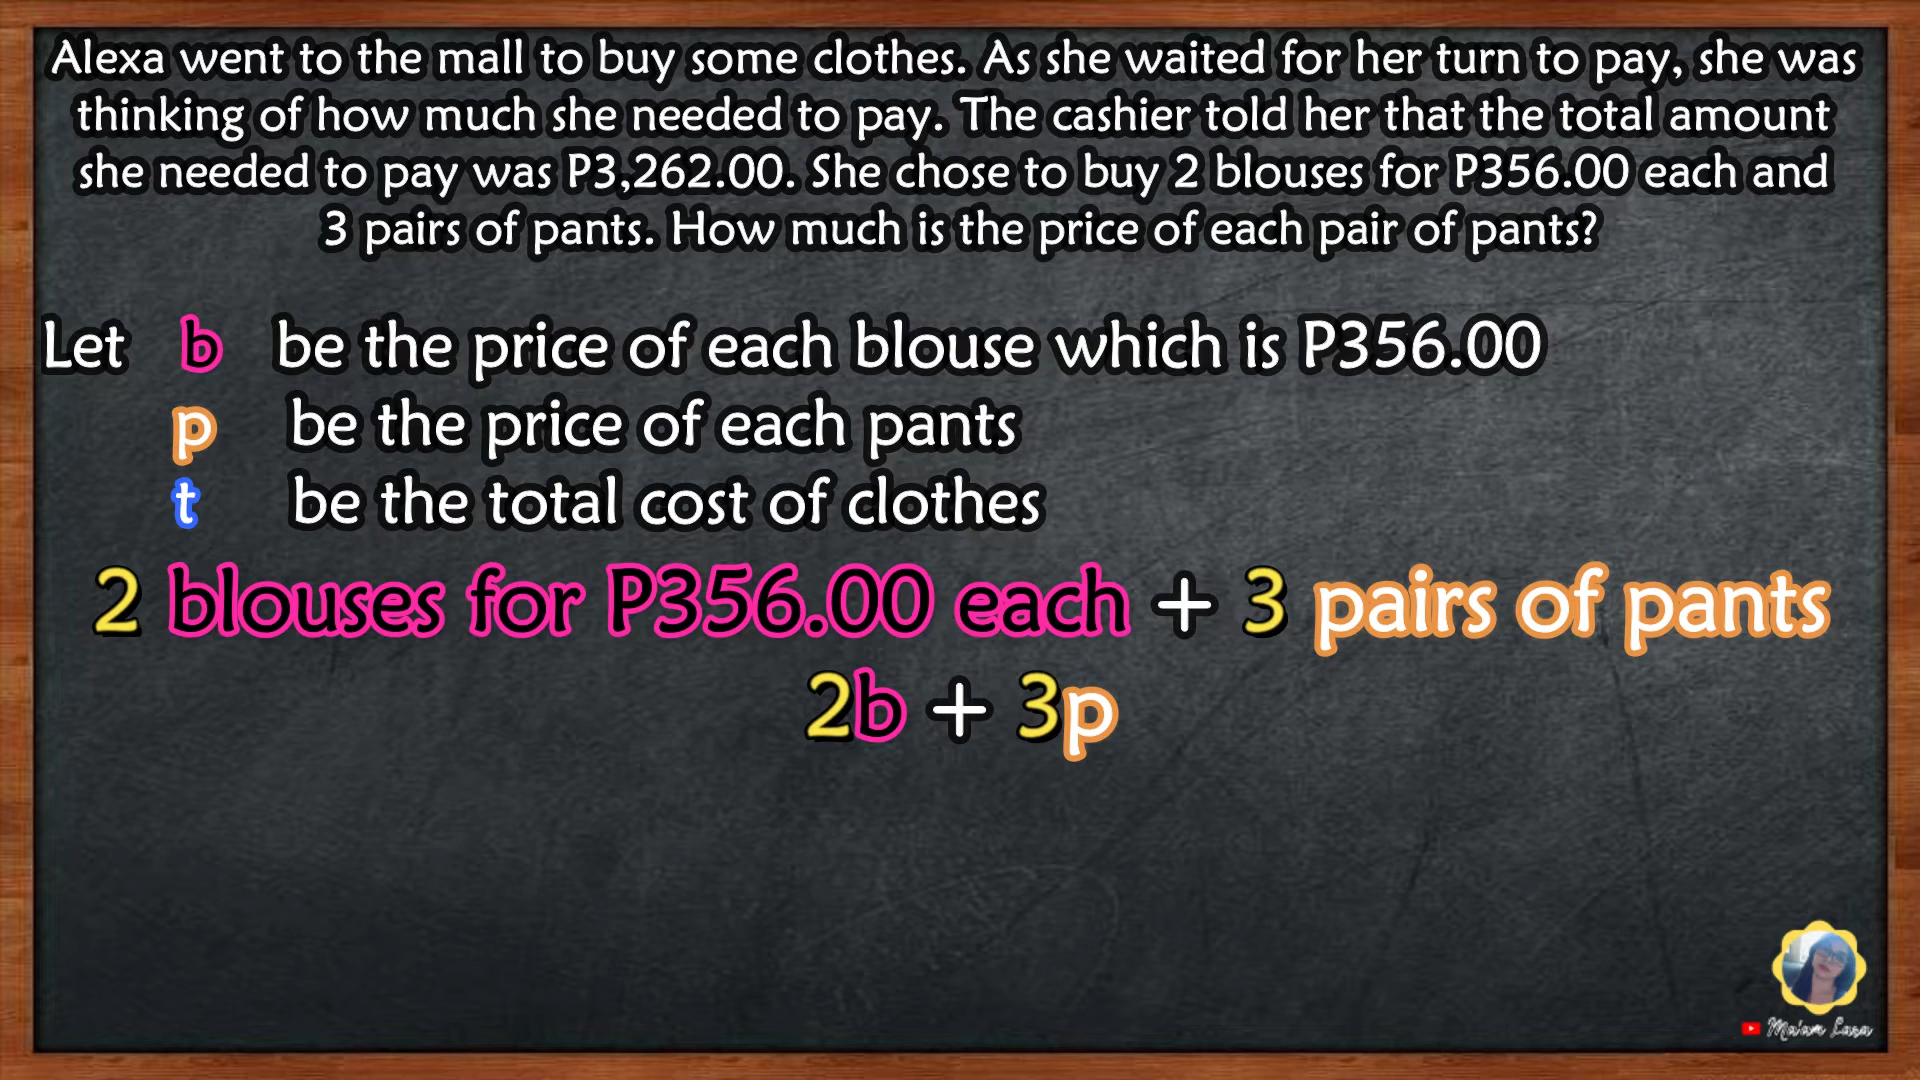 Alexa went to the mall to buy some clothes. As she waited for her turn to pay, she was
thinking of how much she needed to pay. The cashier told her that the total amount
she needed to pay was P3,262.00. She chose to buy 2 blouses for P356.00 each and
3 pairs of pants. How much is the price of each pair of pants?
Let b be the price of each blouse which is P356.00
p be the price of each pants
t be the total cost of clothes
2 blouses for P356.00 each + 3 pairs of pants
2b + 3p
Ma'am